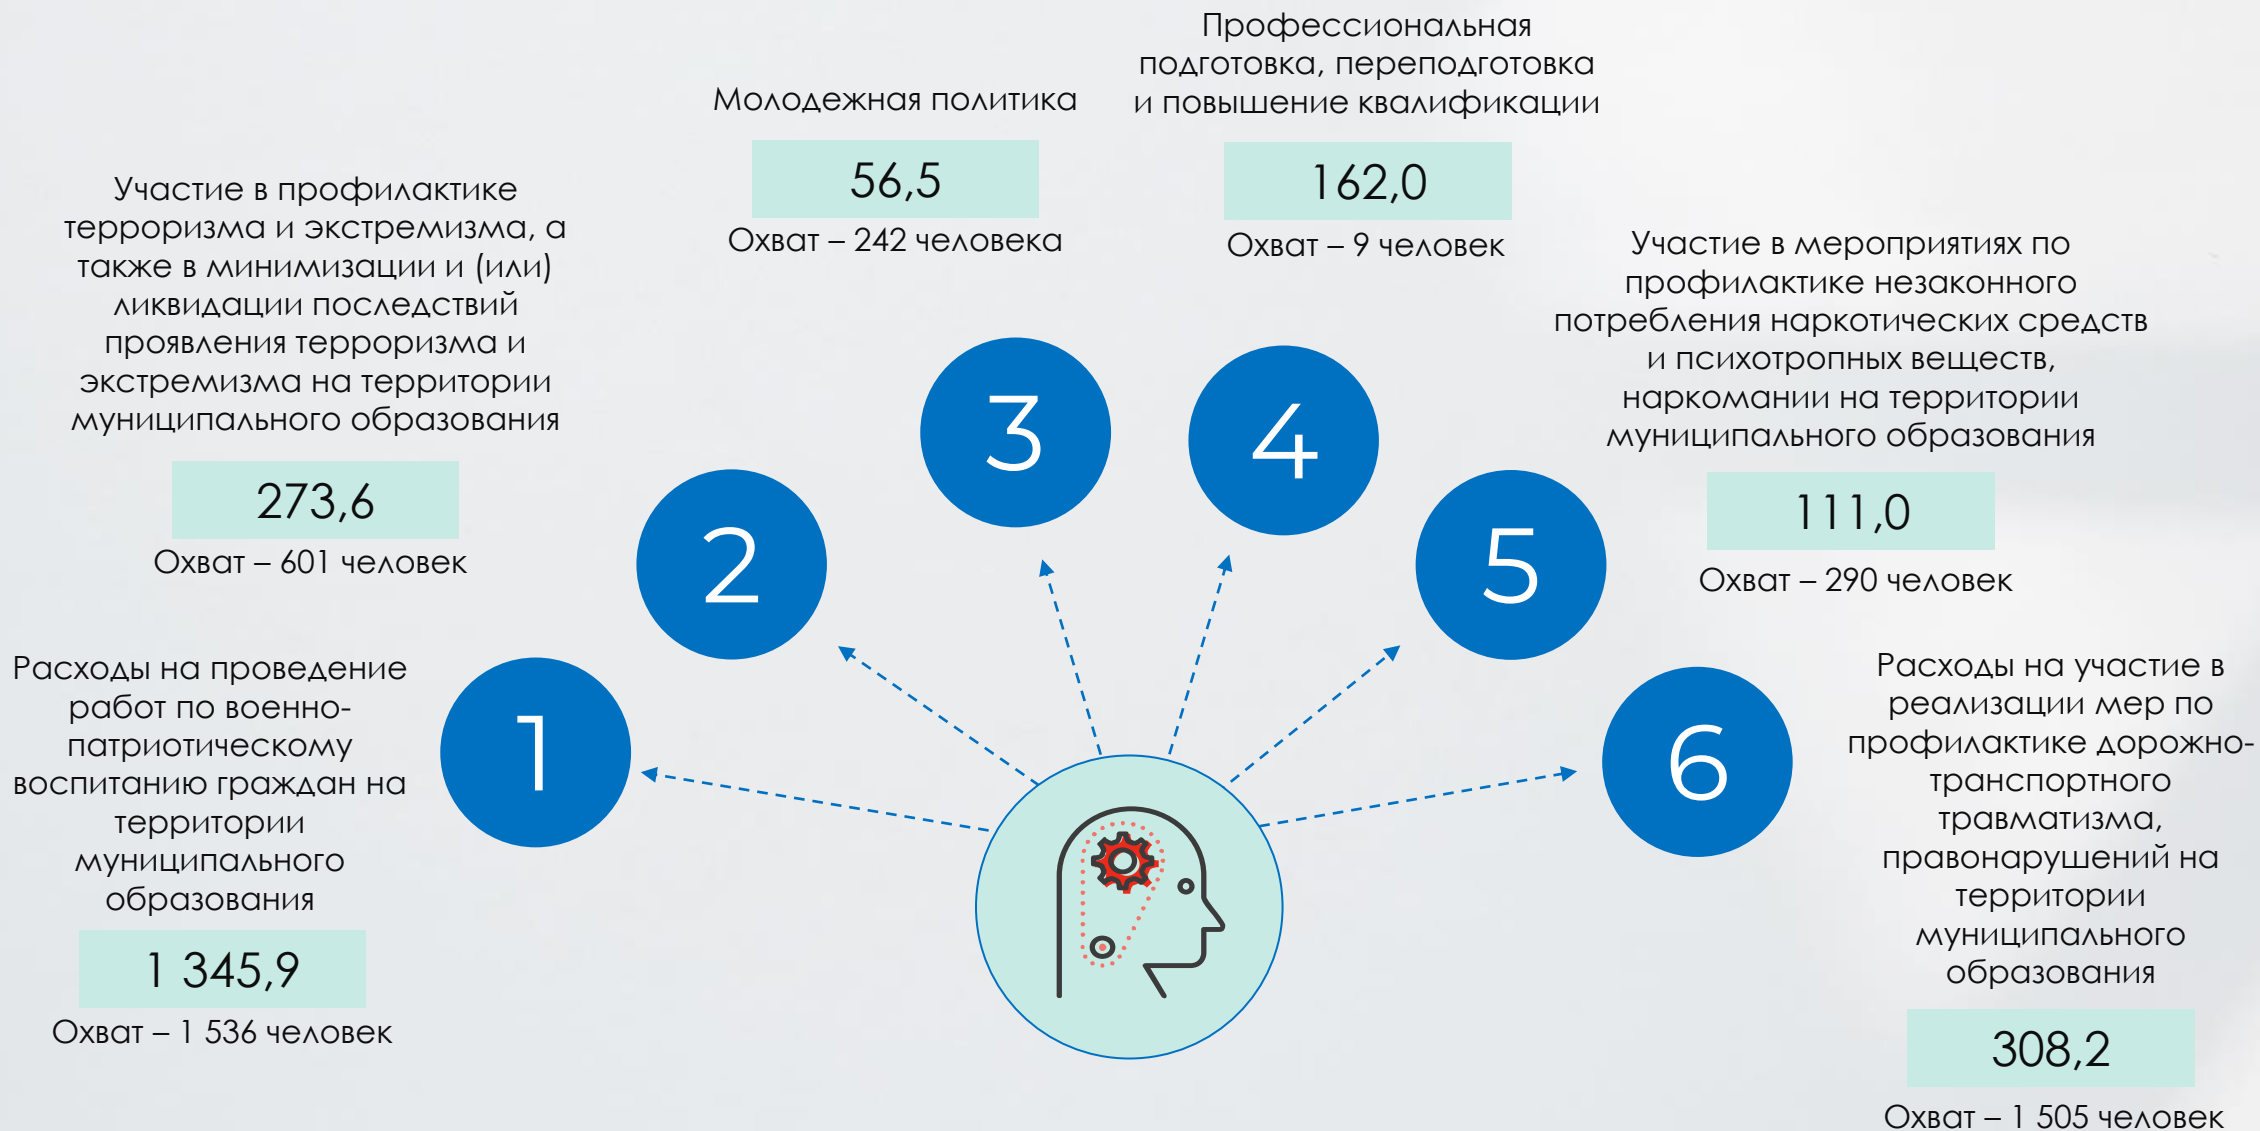 Профессиональная
подготовка, переподготовка
и повышение квалификации
162,0
Охват – 9 человек
Молодежная политика
56,5
Охват – 242 человека
Участие в профилактике
терроризма и экстремизма, а
также в минимизации и (или)
ликвидации последствий
проявления терроризма и
экстремизма на территории
муниципального образования
273,6
Охват – 601 человек
Участие в мероприятиях по
профилактике незаконного
потребления наркотических средств
и психотропных веществ,
наркомании на территории
муниципального образования
111,0
Охват – 290 человек
Расходы на проведение
работ по военно-
патриотическому
воспитанию граждан на
территории
муниципального
образования
1 345,9
Охват – 1 536 человек
Расходы на участие в
реализации мер по
профилактике дорожно-
транспортного
травматизма,
правонарушений на
территории
муниципального
образования
308,2
Охват – 1 505 человек
1
2
3
4
5
6